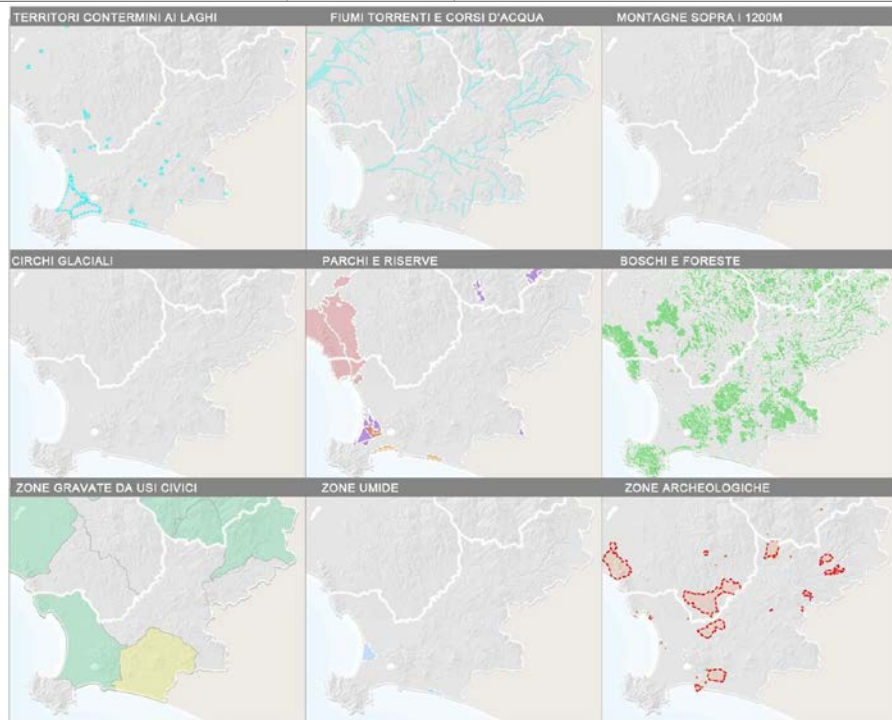 TERRITORI CONTERMINI AI LAGHI
FIUMI TORRENTI E CORSI D'ACQUA
MONTAGNE SOPRA I 1200M
CIRCHI GLACIALI
PARCHI E RISERVE
BOSCHI E FORESTE
ZONE GRAVATE DA USI CIVICI
ZONE UMIDE
ZONE ARCHEOLOGICHE